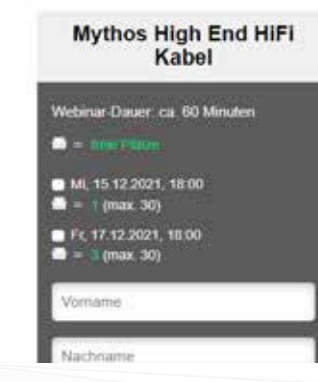 Mythos High End HiFi
Kabel
Webinar-Dauer: ca. 60 Minuten
= freie Plätze
Mi, 15.12.2021, 18:00
= 1 (max. 30)
Fr, 17.12.2021, 18:00
= 3 (max. 30)
Vorname
Nachname